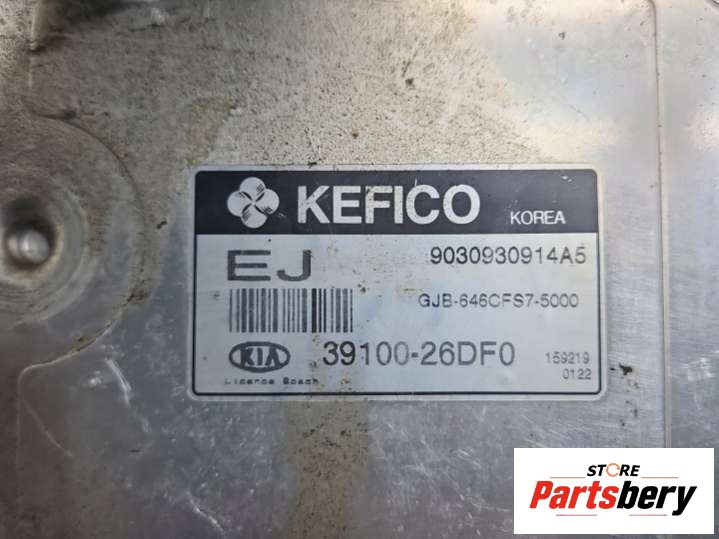 KEFICO KOREA
EJ 9030930914A5
GJB-646CFS7-5000
KIA 39100-26DF0 159219
0122
Licence Bosch
STORE
Partsbery